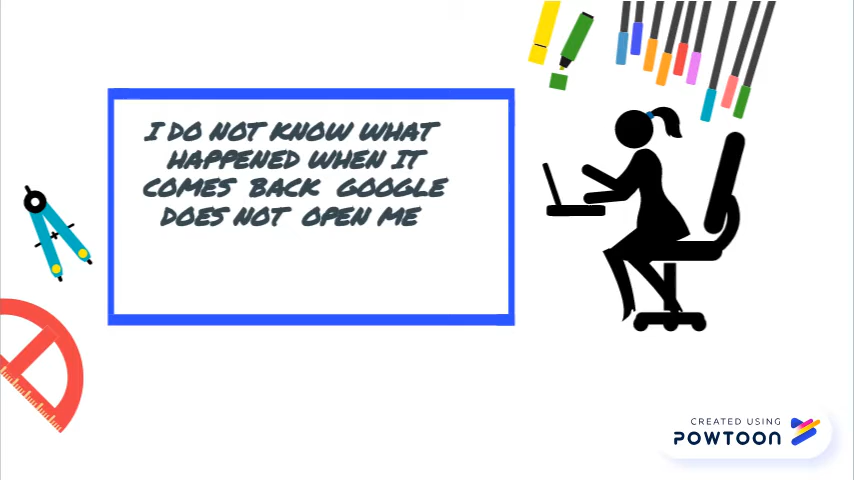 I DO NOT KNOW WHAT
HAPPENED WHEN IT
COMES BACK GOOGLE
DOES NOT OPEN ME
CREATED USING
POWTOON